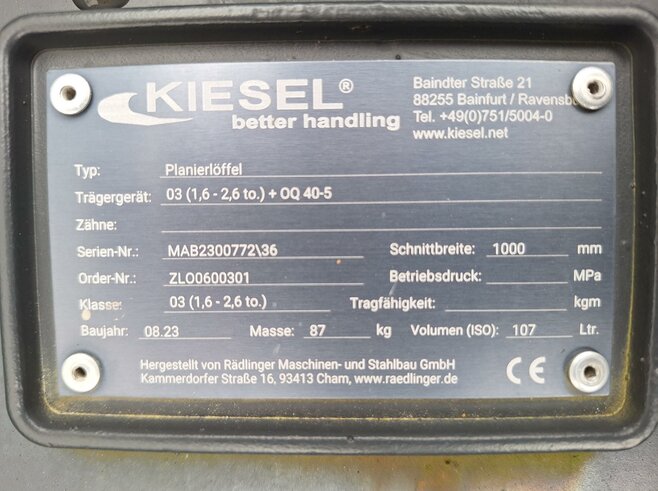 KIESEL®
better handling
Baindter Straße 21
88255 Bainfurt / Ravensbu
Tel. +49(0)751/5004-0
www.kiesel.net
Typ: Planierlöffel
Trägergerät: 03 (1,6 - 2,6 to.) + OQ 40-5
Zähne:
Serien-Nr.: MAB2300772\36 Schnittbreite: 1000 mm
Order-Nr.: ZLO0600301 Betriebsdruck: MPa
Klasse: 03 (1,6 - 2,6 to.) Tragfähigkeit: kgm
Baujahr: 08.23 Masse: 87 kg Volumen (ISO): 107 Ltr.
Hergestellt von Rädlinger Maschinen- und Stahlbau GmbH
Kammerdorfer Straße 16, 93413 Cham, www.raedlinger.de
CE